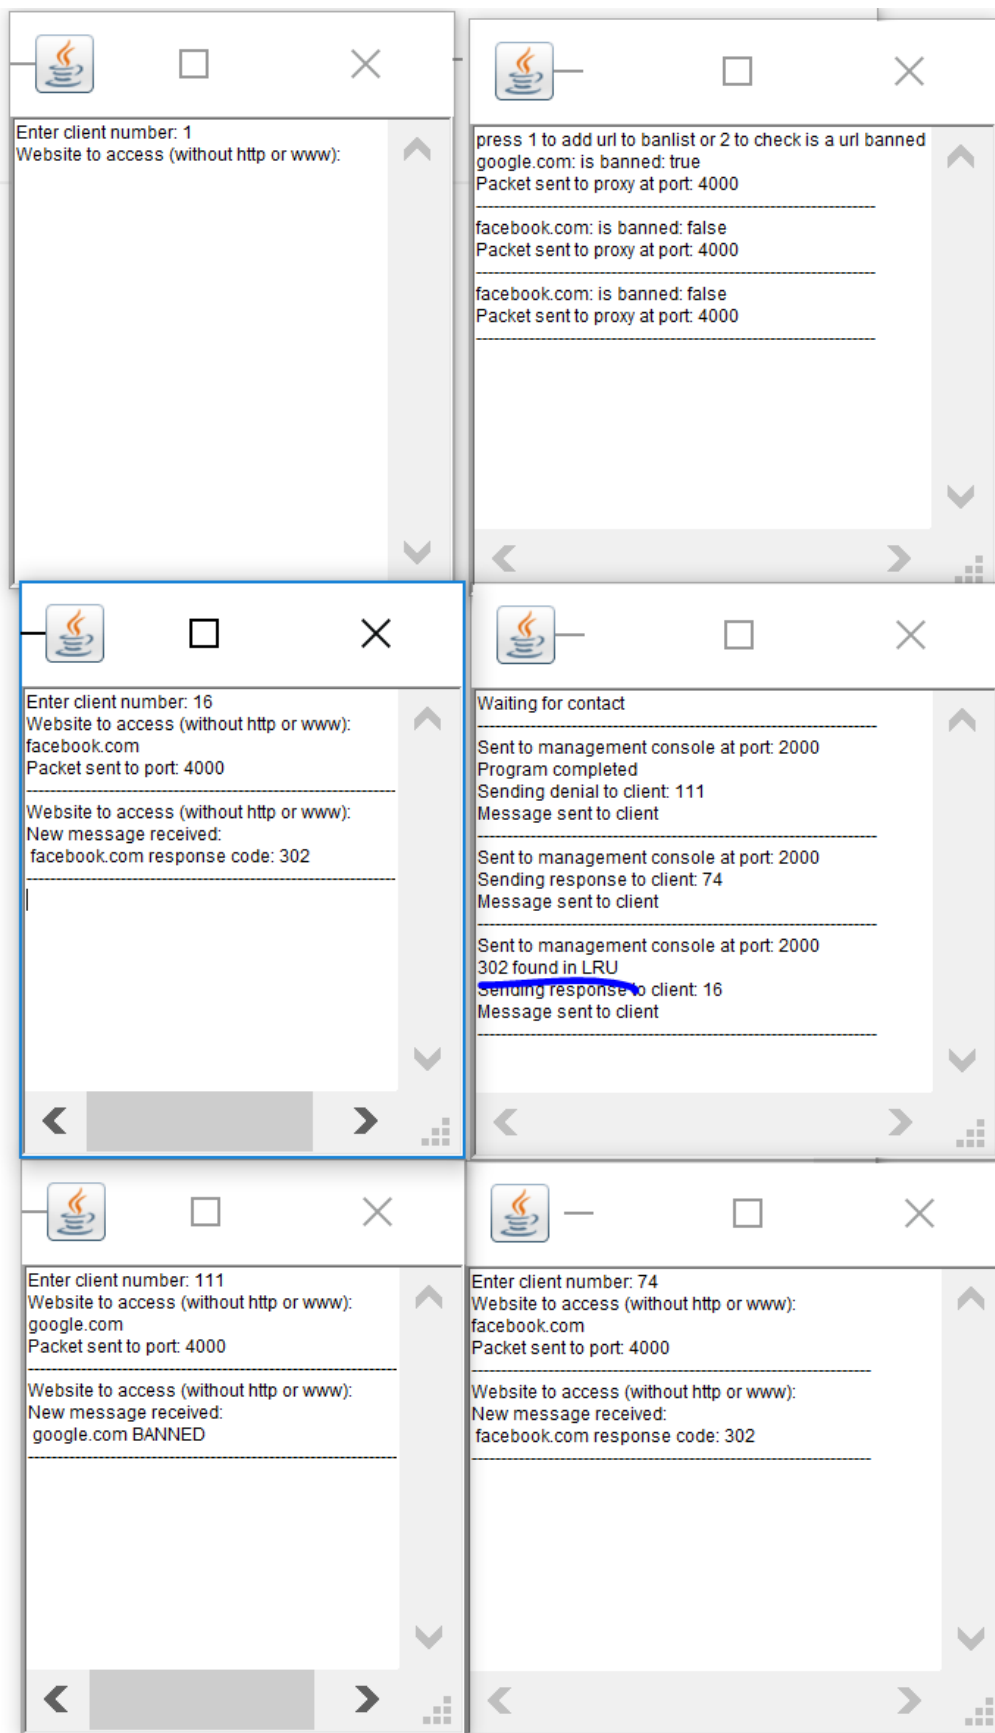 Enter client number: 1
Website to access (without http or www):
press 1 to add url to banlist or 2 to check is a url banned
google.com: is banned: true
Packet sent to proxy at port: 4000
--------------------------------------------------------------------------------
facebook.com: is banned: false
Packet sent to proxy at port: 4000
--------------------------------------------------------------------------------
facebook.com: is banned: false
Packet sent to proxy at port: 4000
--------------------------------------------------------------------------------
Enter client number: 16
Website to access (without http or www):
facebook.com
Packet sent to port: 4000
--------------------------------------------------------------------------------
Website to access (without http or www):
New message received:
facebook.com response code: 302
--------------------------------------------------------------------------------
Waiting for contact
--------------------------------------------------------------------------------
Sent to management console at port: 2000
Program completed
Sending denial to client: 111
Message sent to client
--------------------------------------------------------------------------------
Sent to management console at port: 2000
Sending response to client: 74
Message sent to client
--------------------------------------------------------------------------------
Sent to management console at port: 2000
302 found in LRU
Sending response to client: 16
Message sent to client
--------------------------------------------------------------------------------
Enter client number: 111
Website to access (without http or www):
google.com
Packet sent to port: 4000
--------------------------------------------------------------------------------
Website to access (without http or www):
New message received:
google.com BANNED
--------------------------------------------------------------------------------
Enter client number: 74
Website to access (without http or www):
facebook.com
Packet sent to port: 4000
--------------------------------------------------------------------------------
Website to access (without http or www):
New message received:
facebook.com response code: 302
--------------------------------------------------------------------------------